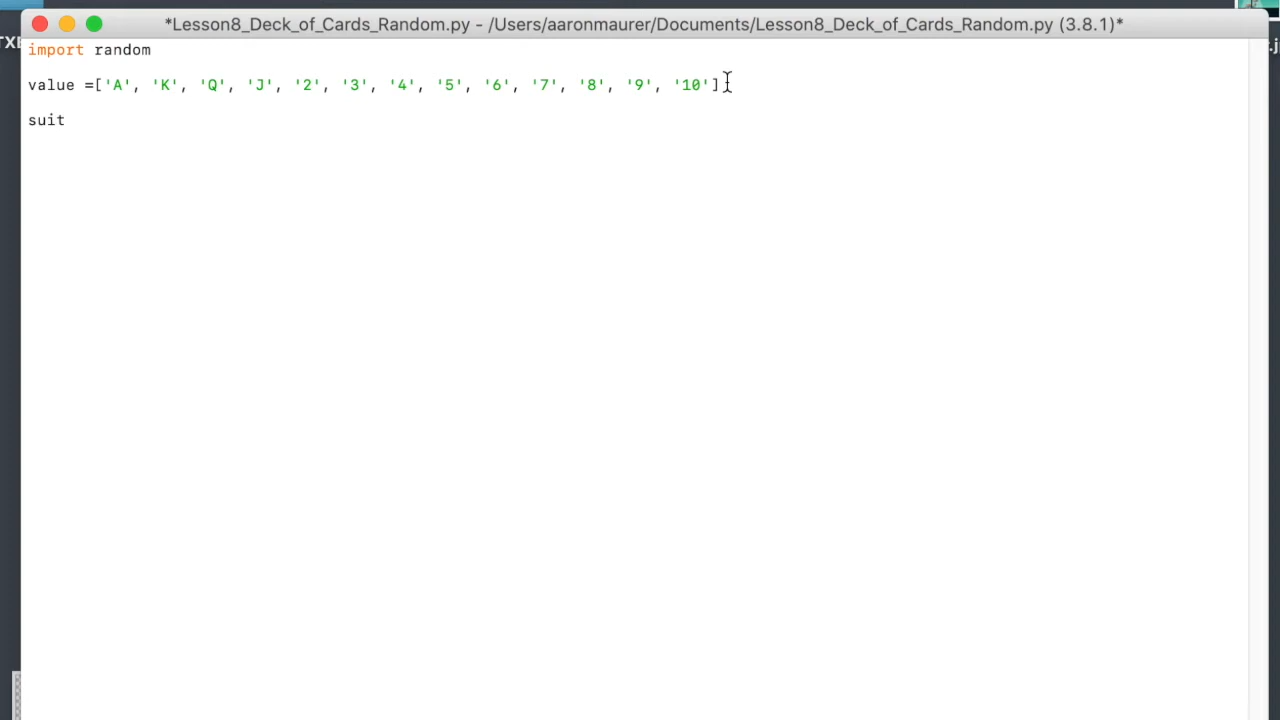 *Lesson8_Deck_of_Cards_Random.py - /Users/aaronmaurer/Documents/Lesson8_Deck_of_Cards_Random.py (3.8.1)*
import random
value =['A', 'K', 'Q', 'J', '2', '3', '4', '5', '6', '7', '8', '9', '10']
suit